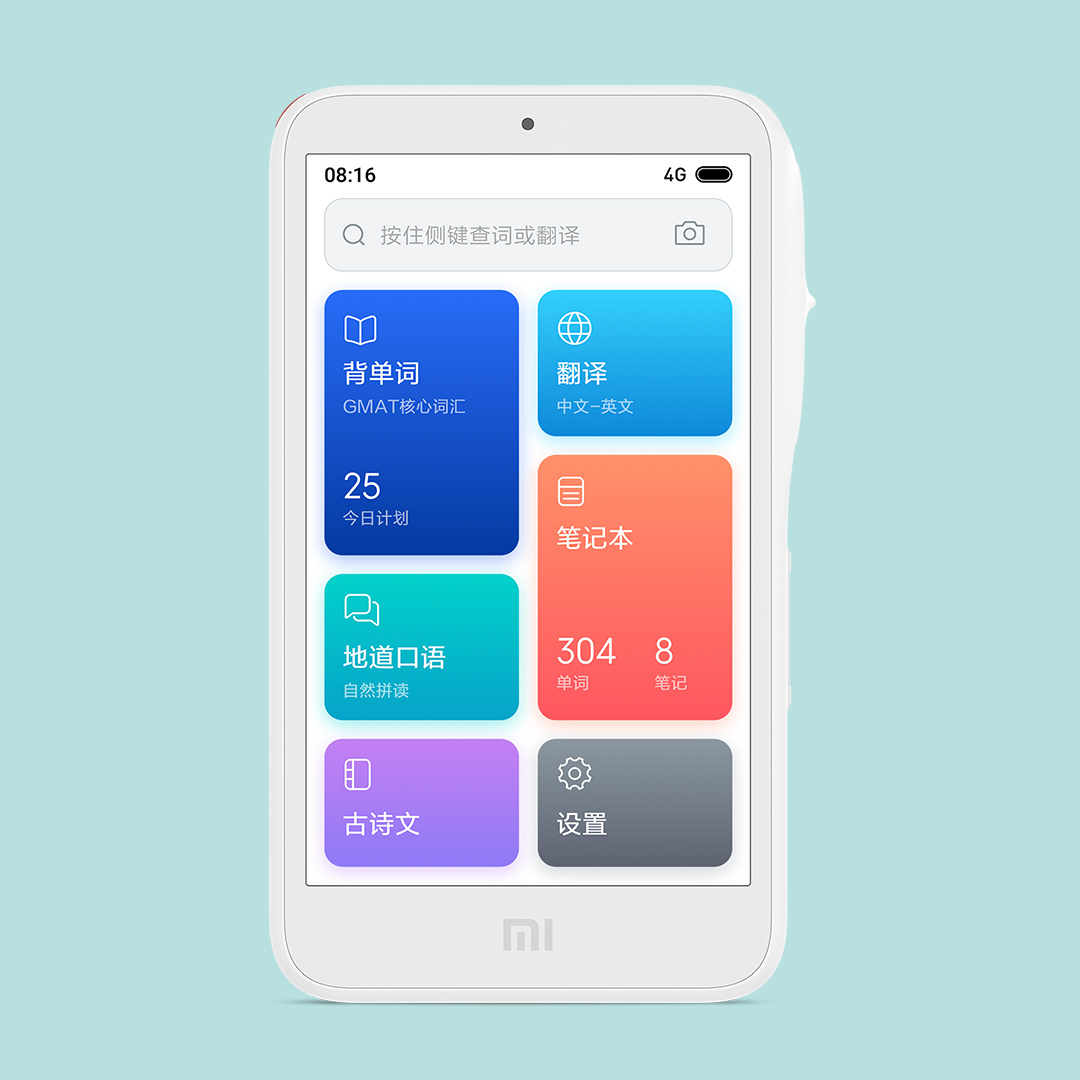 08:16
4G
按住侧键查词或翻译
背单词
GMAT核心词汇
25
今日计划
翻译
中文–英文
笔记本
304
单词
8
笔记
地道口语
自然拼读
古诗文
设置
MI